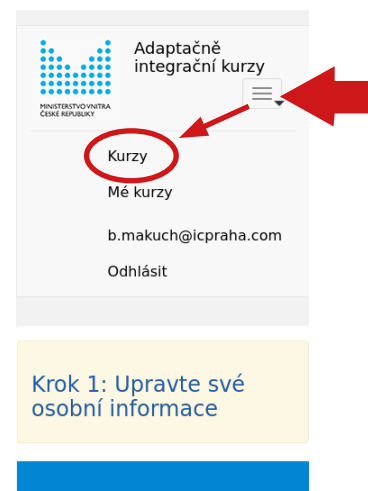 Adaptačně
integrační kurzy
MINISTERSTVO VNITRA
ČESKÉ REPUBLIKY
Kurzy
Mé kurzy
b.makuch@icpraha.com
Odhlásit
Krok 1: Upravte své
osobní informace